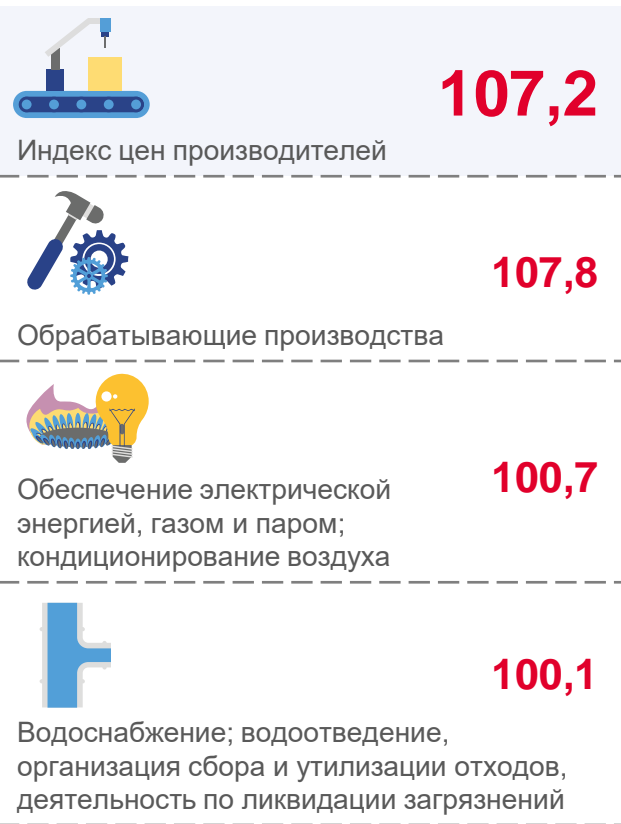 107,2
Индекс цен производителей
107,8
Обрабатывающие производства
100,7
Обеспечение электрической
энергией, газом и паром;
кондиционирование воздуха
100,1
Водоснабжение; водоотведение,
организация сбора и утилизации отходов,
деятельность по ликвидации загрязнений